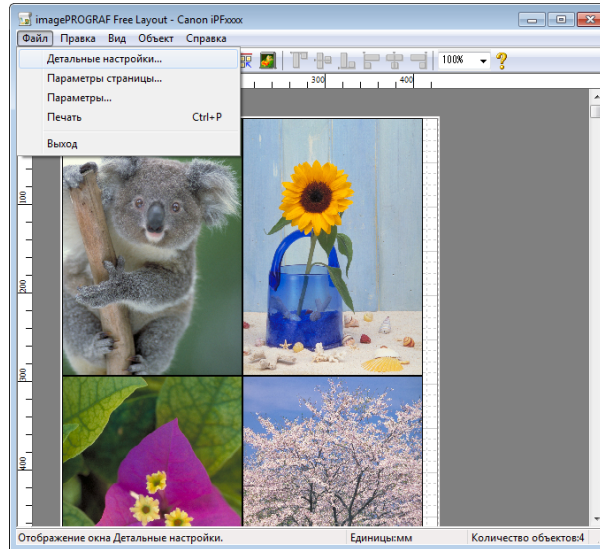 imagePROGRAF Free Layout - Canon iPFxxxx
Файл Правка Вид Объект Справка
100%
Детальные настройки...
Параметры страницы...
Параметры...
Печать Ctrl+P
Выход
300 400
100
200
300
400
Отображение окна Детальные настройки. Единицы:мм Количество объектов:4